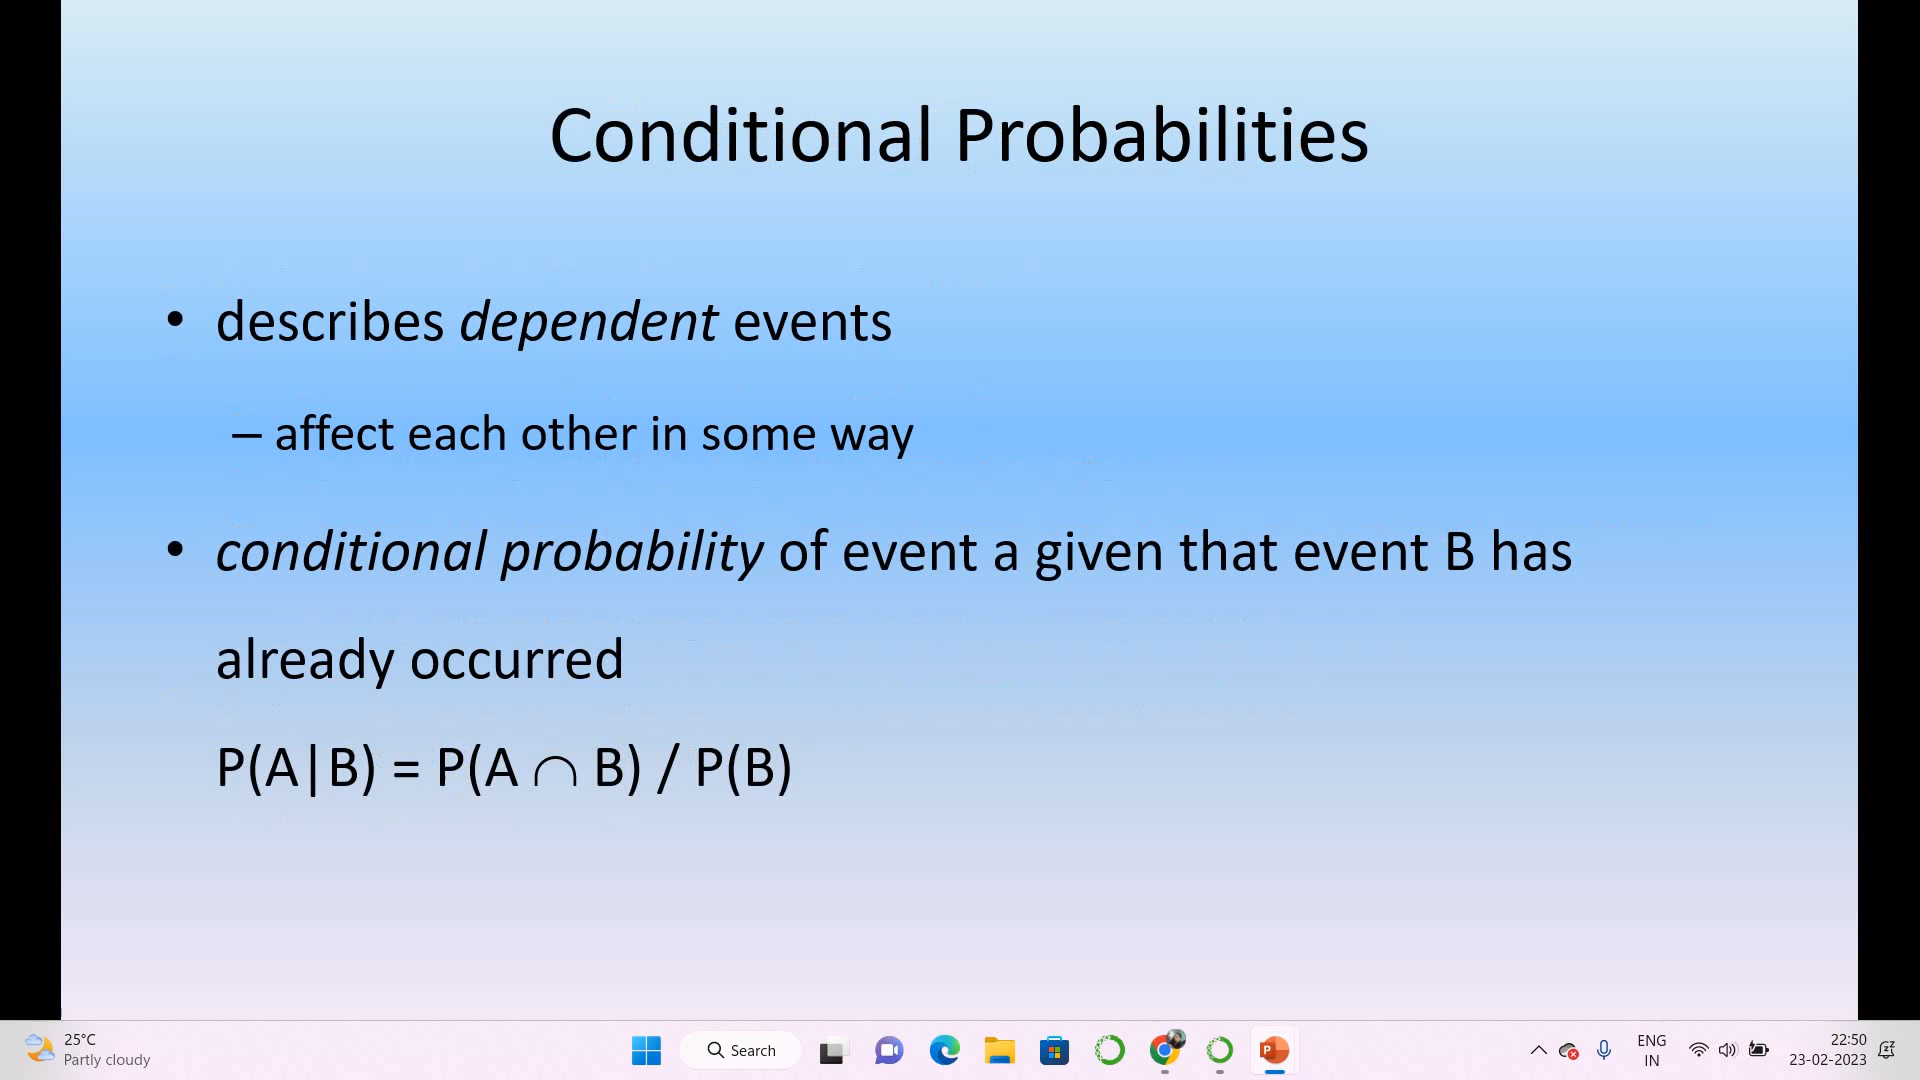 Conditional Probabilities
• describes dependent events
– affect each other in some way
• conditional probability of event a given that event B has
already occurred
P(A|B) = P(A ∩ B) / P(B)
25°C
Partly cloudy
Search
ENG
IN
22:50
23-02-2023